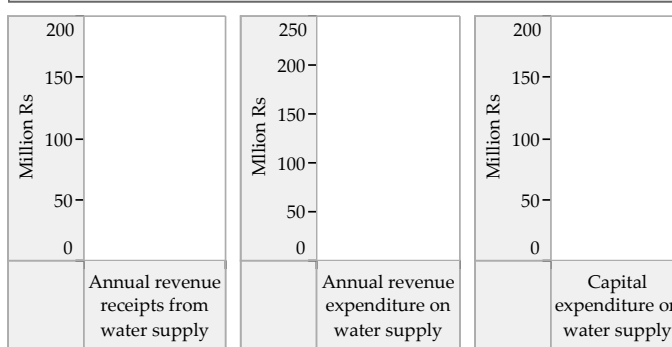 200
150
100
50
0
Million Rs
Annual revenue
receipts from
water supply
250
200
150
100
50
0
MIlion Rs
Annual revenue
expenditure on
water supply
200
150
100
50
0
Million Rs
Capital
expenditure on
water supply